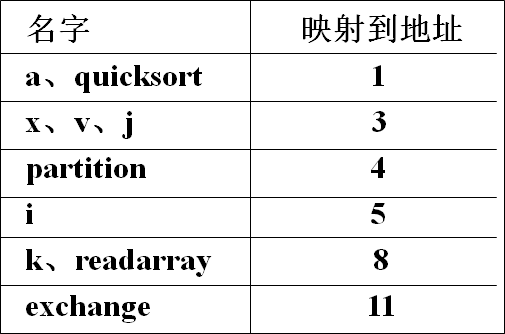 名字 映射到地址
a、quicksort 1
x、v、j 3
partition 4
i 5
k、readarray 8
exchange 11